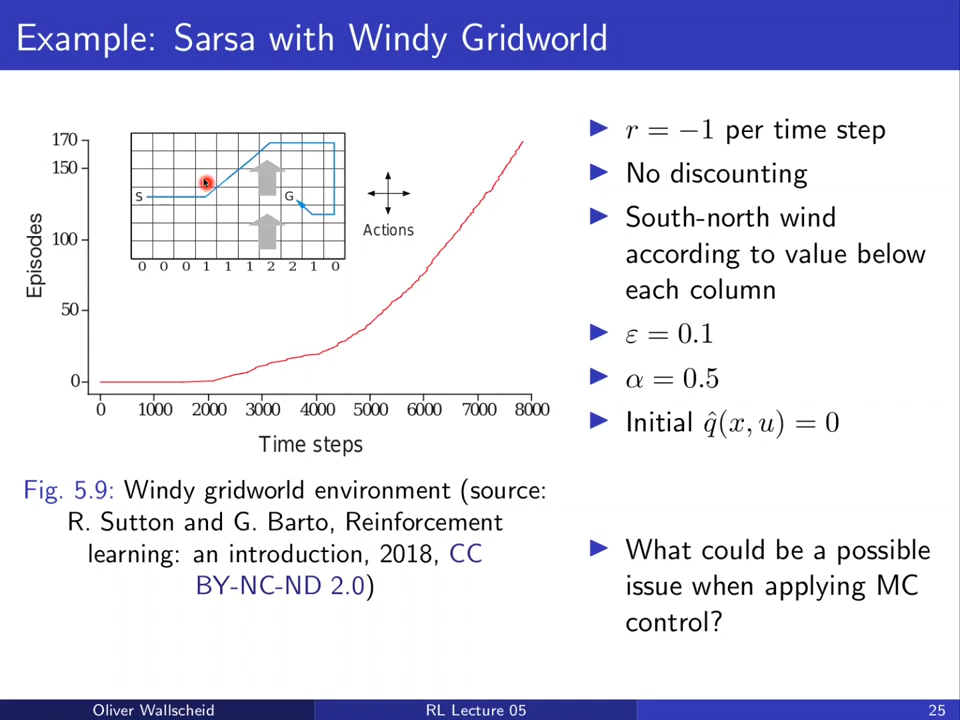 Example: Sarsa with Windy Gridworld
170
150
100
50
0
Episodes
S
G
0 0 0 1 1 1 2 2 1 0
Actions
0 1000 2000 3000 4000 5000 6000 7000 8000
Time steps
Fig. 5.9: Windy gridworld environment (source:
R. Sutton and G. Barto, Reinforcement
learning: an introduction, 2018, CC
BY-NC-ND 2.0)
▶ r = −1 per time step
▶ No discounting
▶ South-north wind
according to value below
each column
▶ ε = 0.1
▶ α = 0.5
▶ Initial q̂(x, u) = 0
▶ What could be a possible
issue when applying MC
control?
Oliver Wallscheid
RL Lecture 05
25